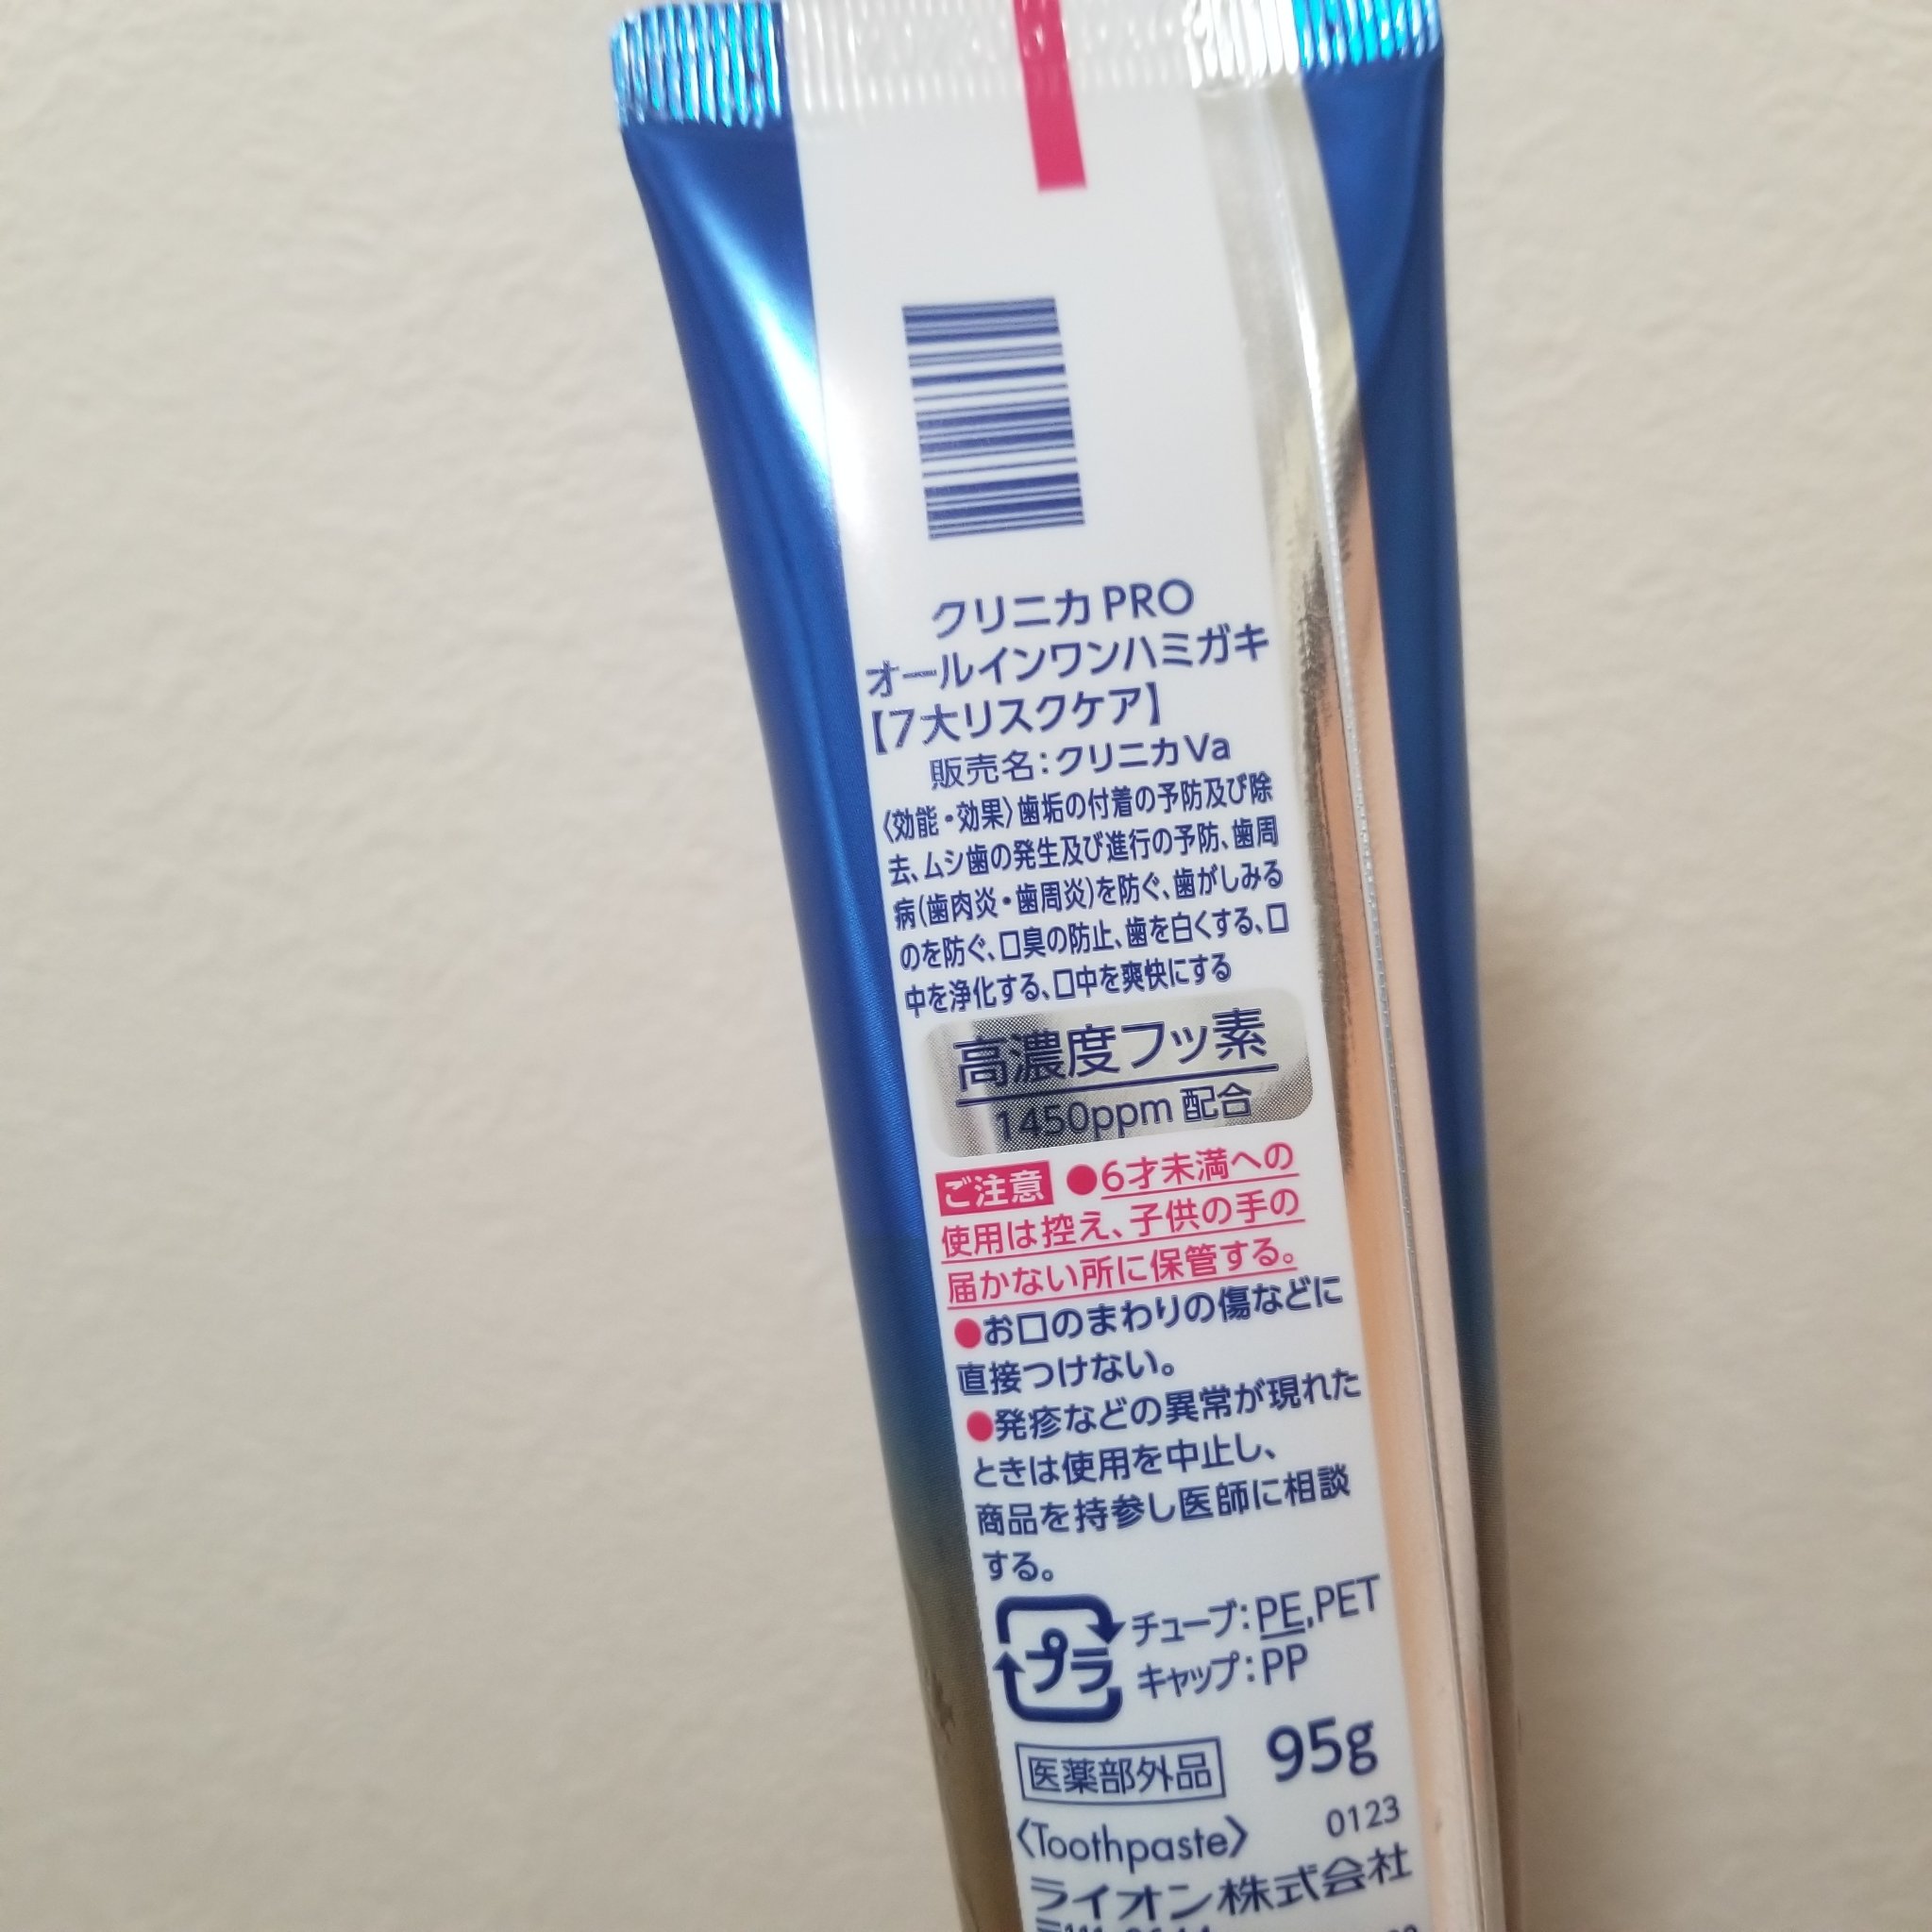 クリニカ PRO
オールインワンハミガキ
【7大リスクケア】
販売名：クリニカVa
〈効能・効果〉歯垢の付着の予防及び除
去、ムシ歯の発生及び進行の予防、歯周
病(歯肉炎・歯周炎)を防ぐ、歯がしみる
のを防ぐ、口臭の防止、歯を白くする、口
中を浄化する、口中を爽快にする
高濃度フッ素
1450ppm 配合
ご注意 ●6才未満への
使用は控え、子供の手の
届かない所に保管する。
●お口のまわりの傷などに
直接つけない。
●発疹などの異常が現れた
ときは使用を中止し、
商品を持参し医師に相談
する。
プラ チューブ：PE,PET
キャップ：PP
医薬部外品 95g
〈Toothpaste〉 0123
ライオン株式会社